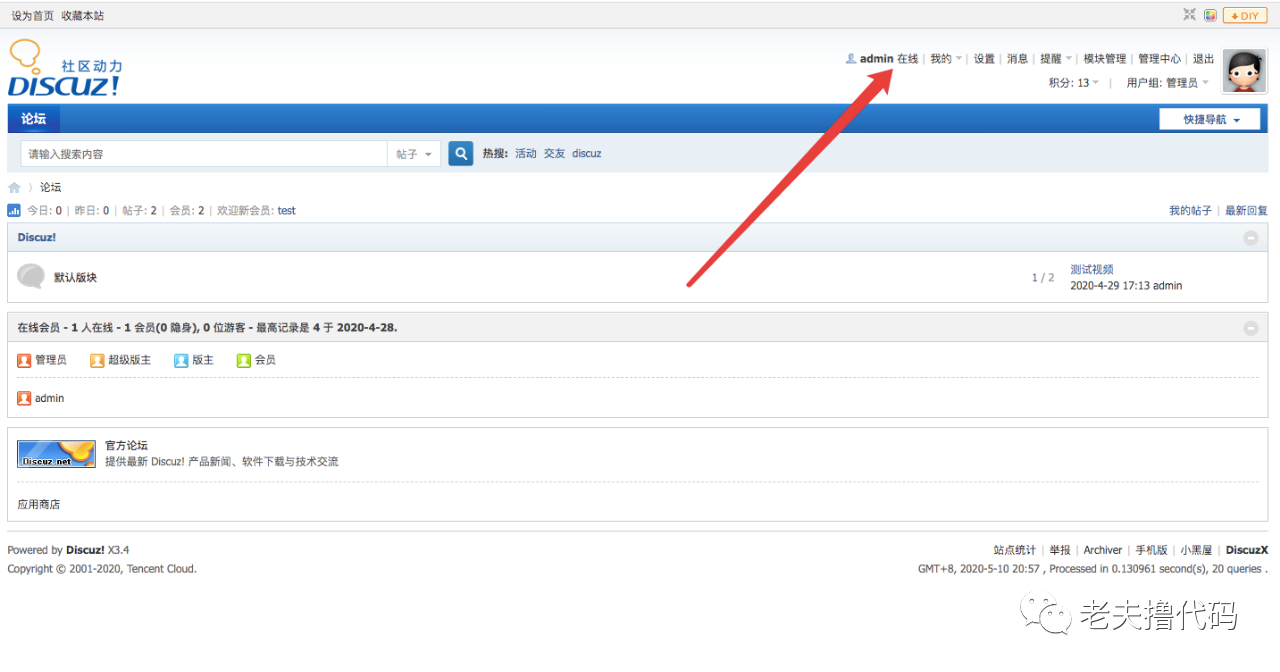 设为首页 收藏本站
DIY
社区动力
DISCUZ!
admin 在线 | 我的 | 设置 | 消息 | 提醒 | 模块管理 | 管理中心 | 退出
积分: 13 | 用户组: 管理员
论坛
快捷导航
请输入搜索内容 帖子 热搜: 活动 交友 discuz
〉 论坛
今日: 0 | 昨日: 0 | 帖子: 2 | 会员: 2 | 欢迎新会员: test 我的帖子 | 最新回复
Discuz!
默认版块
1 / 2
测试视频
2020-4-29 17:13 admin
在线会员 - 1 人在线 - 1 会员(0 隐身), 0 位游客 - 最高记录是 4 于 2020-4-28.
管理员 超级版主 版主 会员
admin
Discuz.net
官方论坛
提供最新 Discuz! 产品新闻、软件下载与技术交流
应用商店
Powered by Discuz! X3.4
Copyright © 2001-2020, Tencent Cloud.
站点统计 | 举报 | Archiver | 手机版 | 小黑屋 | DiscuzX
GMT+8, 2020-5-10 20:57 , Processed in 0.130961 second(s), 20 queries .
老夫撸代码